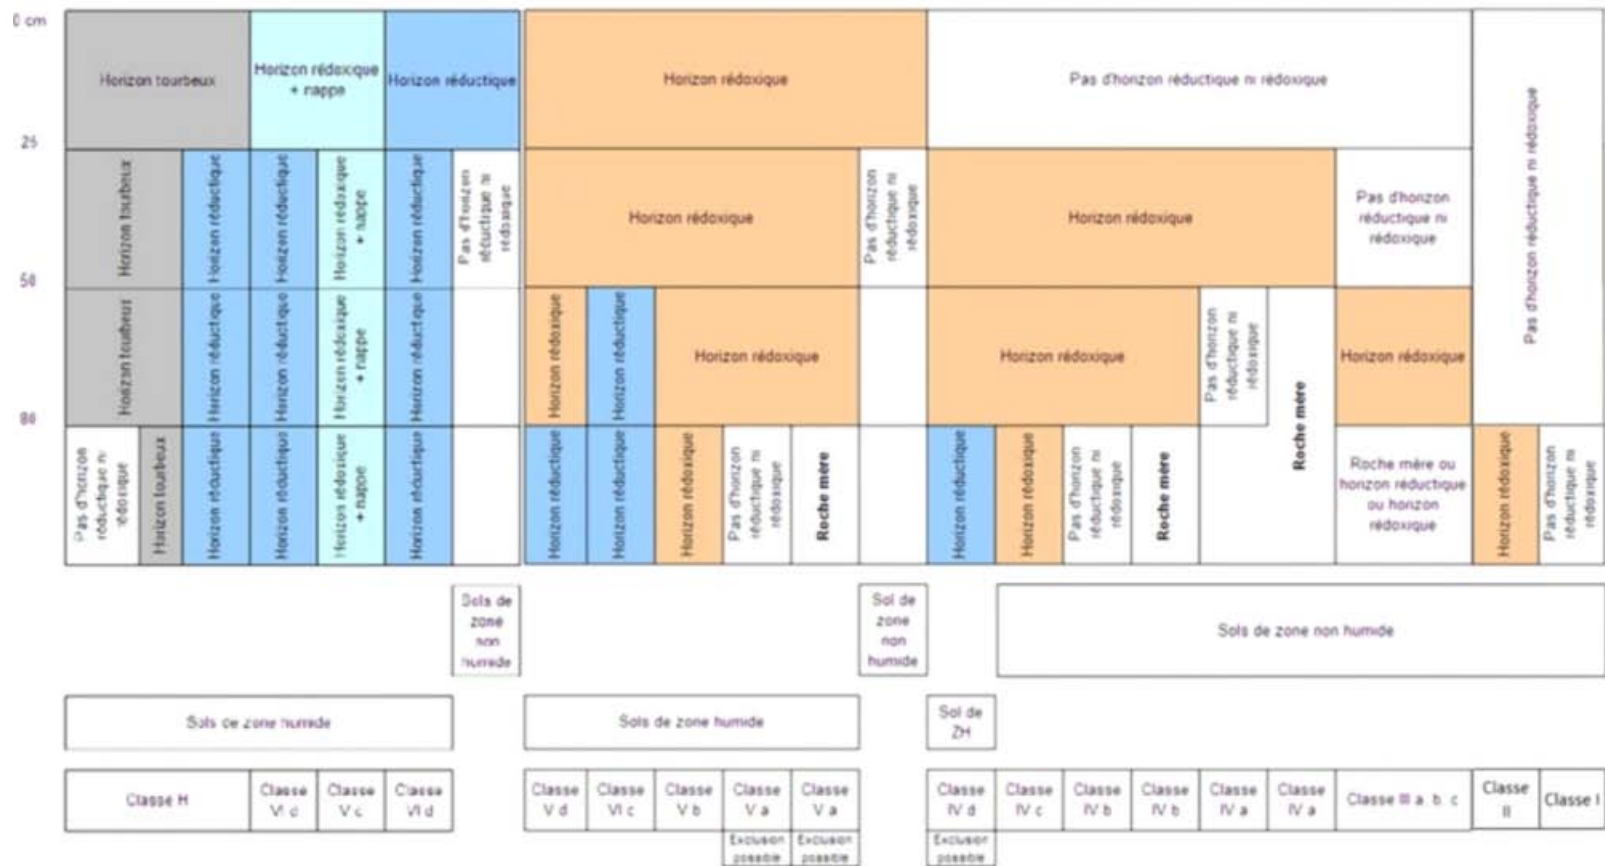 0 cm
Horizon tourbeux
Horizon rédoxique
+ nappe
Horizon réductique
Horizon rédoxique
Pas d'horizon réductique ni rédoxique
Pas d'horizon réductique ni rédoxique
25
Horizon tourbeux
Horizon réductique
Horizon réductique
Horizon rédoxique
+ nappe
Horizon réductique
Pas d'horizon
réductique ni
rédoxique
Horizon rédoxique
Pas d'horizon
réductique ni
rédoxique
Horizon rédoxique
Pas d'horizon
réductique ni
rédoxique
50
Horizon tourbeux
Horizon réductique
Horizon réductique
Horizon rédoxique
+ nappe
Horizon réductique
Horizon rédoxique
Horizon réductique
Horizon rédoxique
Horizon rédoxique
Pas d'horizon
réductique ni
rédoxique
Roche mère
Horizon rédoxique
80
Pas d'horizon
réductique ni
rédoxique
Horizon tourbeux
Horizon réductique
Horizon réductique
Horizon rédoxique
+ nappe
Horizon réductique
Horizon réductique
Horizon réductique
Horizon rédoxique
Pas d'horizon
réductique ni
rédoxique
Roche mère
Horizon réductique
Horizon rédoxique
Pas d'horizon
réductique ni
rédoxique
Roche mère
Roche mère ou
horizon réductique
ou horizon
rédoxique
Horizon rédoxique
Pas d'horizon
réductique ni
rédoxique
Sols de
zone
non
humide
Sol de
zone
non
humide
Sols de zone non humide
Sols de zone humide
Sols de zone humide
Sol de
ZH
Classe H
Classe
VI d
Classe
V c
Classe
VI d
Classe
V d
Classe
VI c
Classe
V b
Classe
V a
Classe
V a
Classe
IV d
Classe
IV c
Classe
IV b
Classe
IV b
Classe
IV a
Classe
IV a
Classe III a. b. c
Classe
II
Classe I
Exclusion
possible
Exclusion
possible
Exclusion
possible